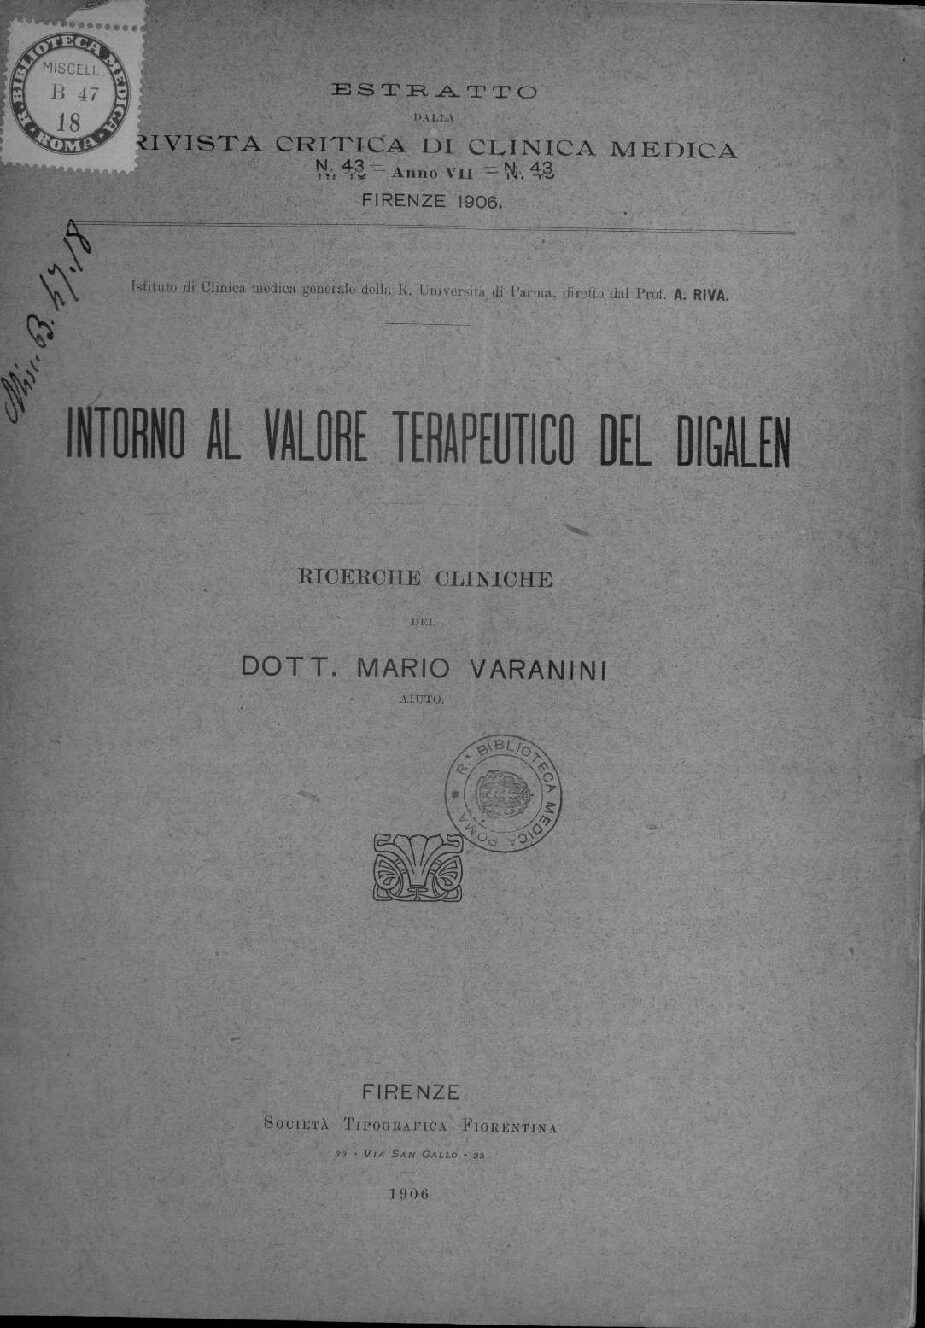 BIBLIOTECA MEDICA
MISCELL.
B 47
18
ROMA
ESTRATTO
DALLA
RIVISTA CRITICA DI CLINICA MEDICA
N. 43 = Anno VII = N. 43
FIRENZE 1906.
Misc. B. 47.18
Istituto di Clinica medica generale della R. Università di Parma, diretto dal Prof. A. RIVA.
INTORNO AL VALORE TERAPEUTICO DEL DIGALEN
RICERCHE CLINICHE
DEL
DOTT. MARIO VARANINI
AIUTO.
R.ª BIBLIOTECA MEDICA ROMA
FIRENZE
SOCIETÀ TIPOGRAFICA FIORENTINA
33 - VIA SAN GALLO - 33
1906